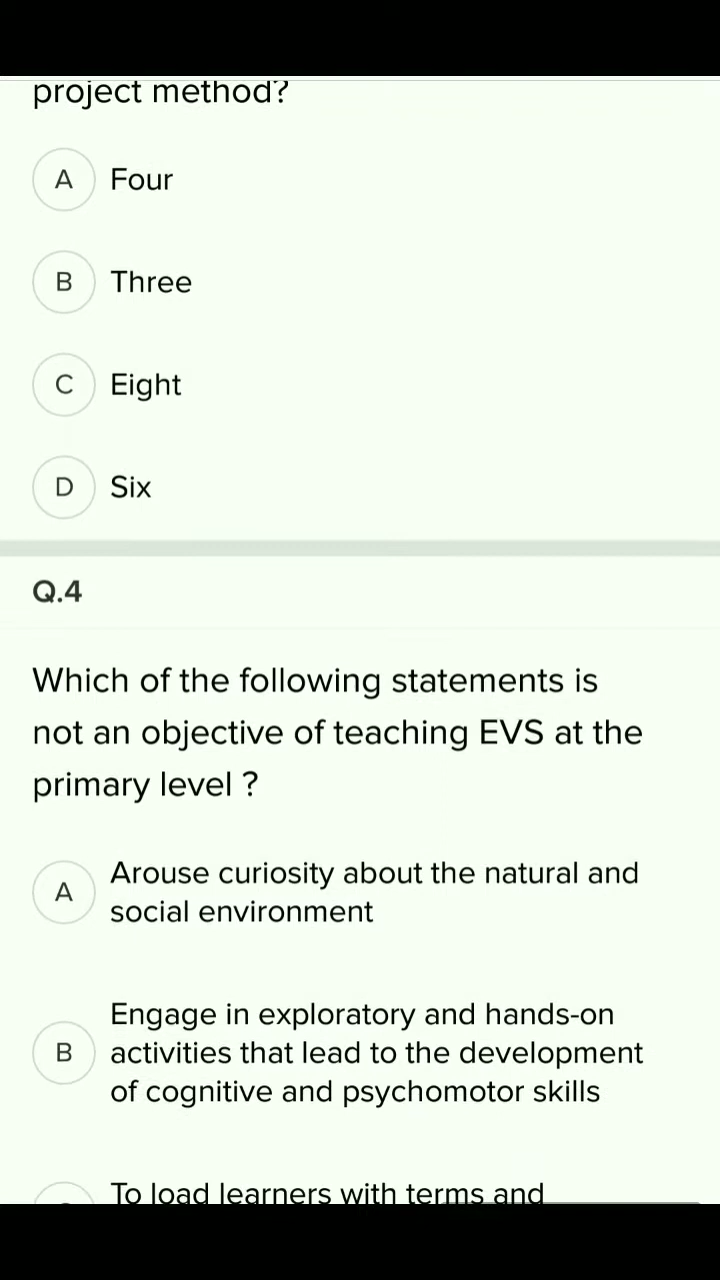 project method?
A Four
B Three
C Eight
D Six
Q.4
Which of the following statements is
not an objective of teaching EVS at the
primary level ?
A Arouse curiosity about the natural and
social environment
B Engage in exploratory and hands-on
activities that lead to the development
of cognitive and psychomotor skills
To load learners with terms and